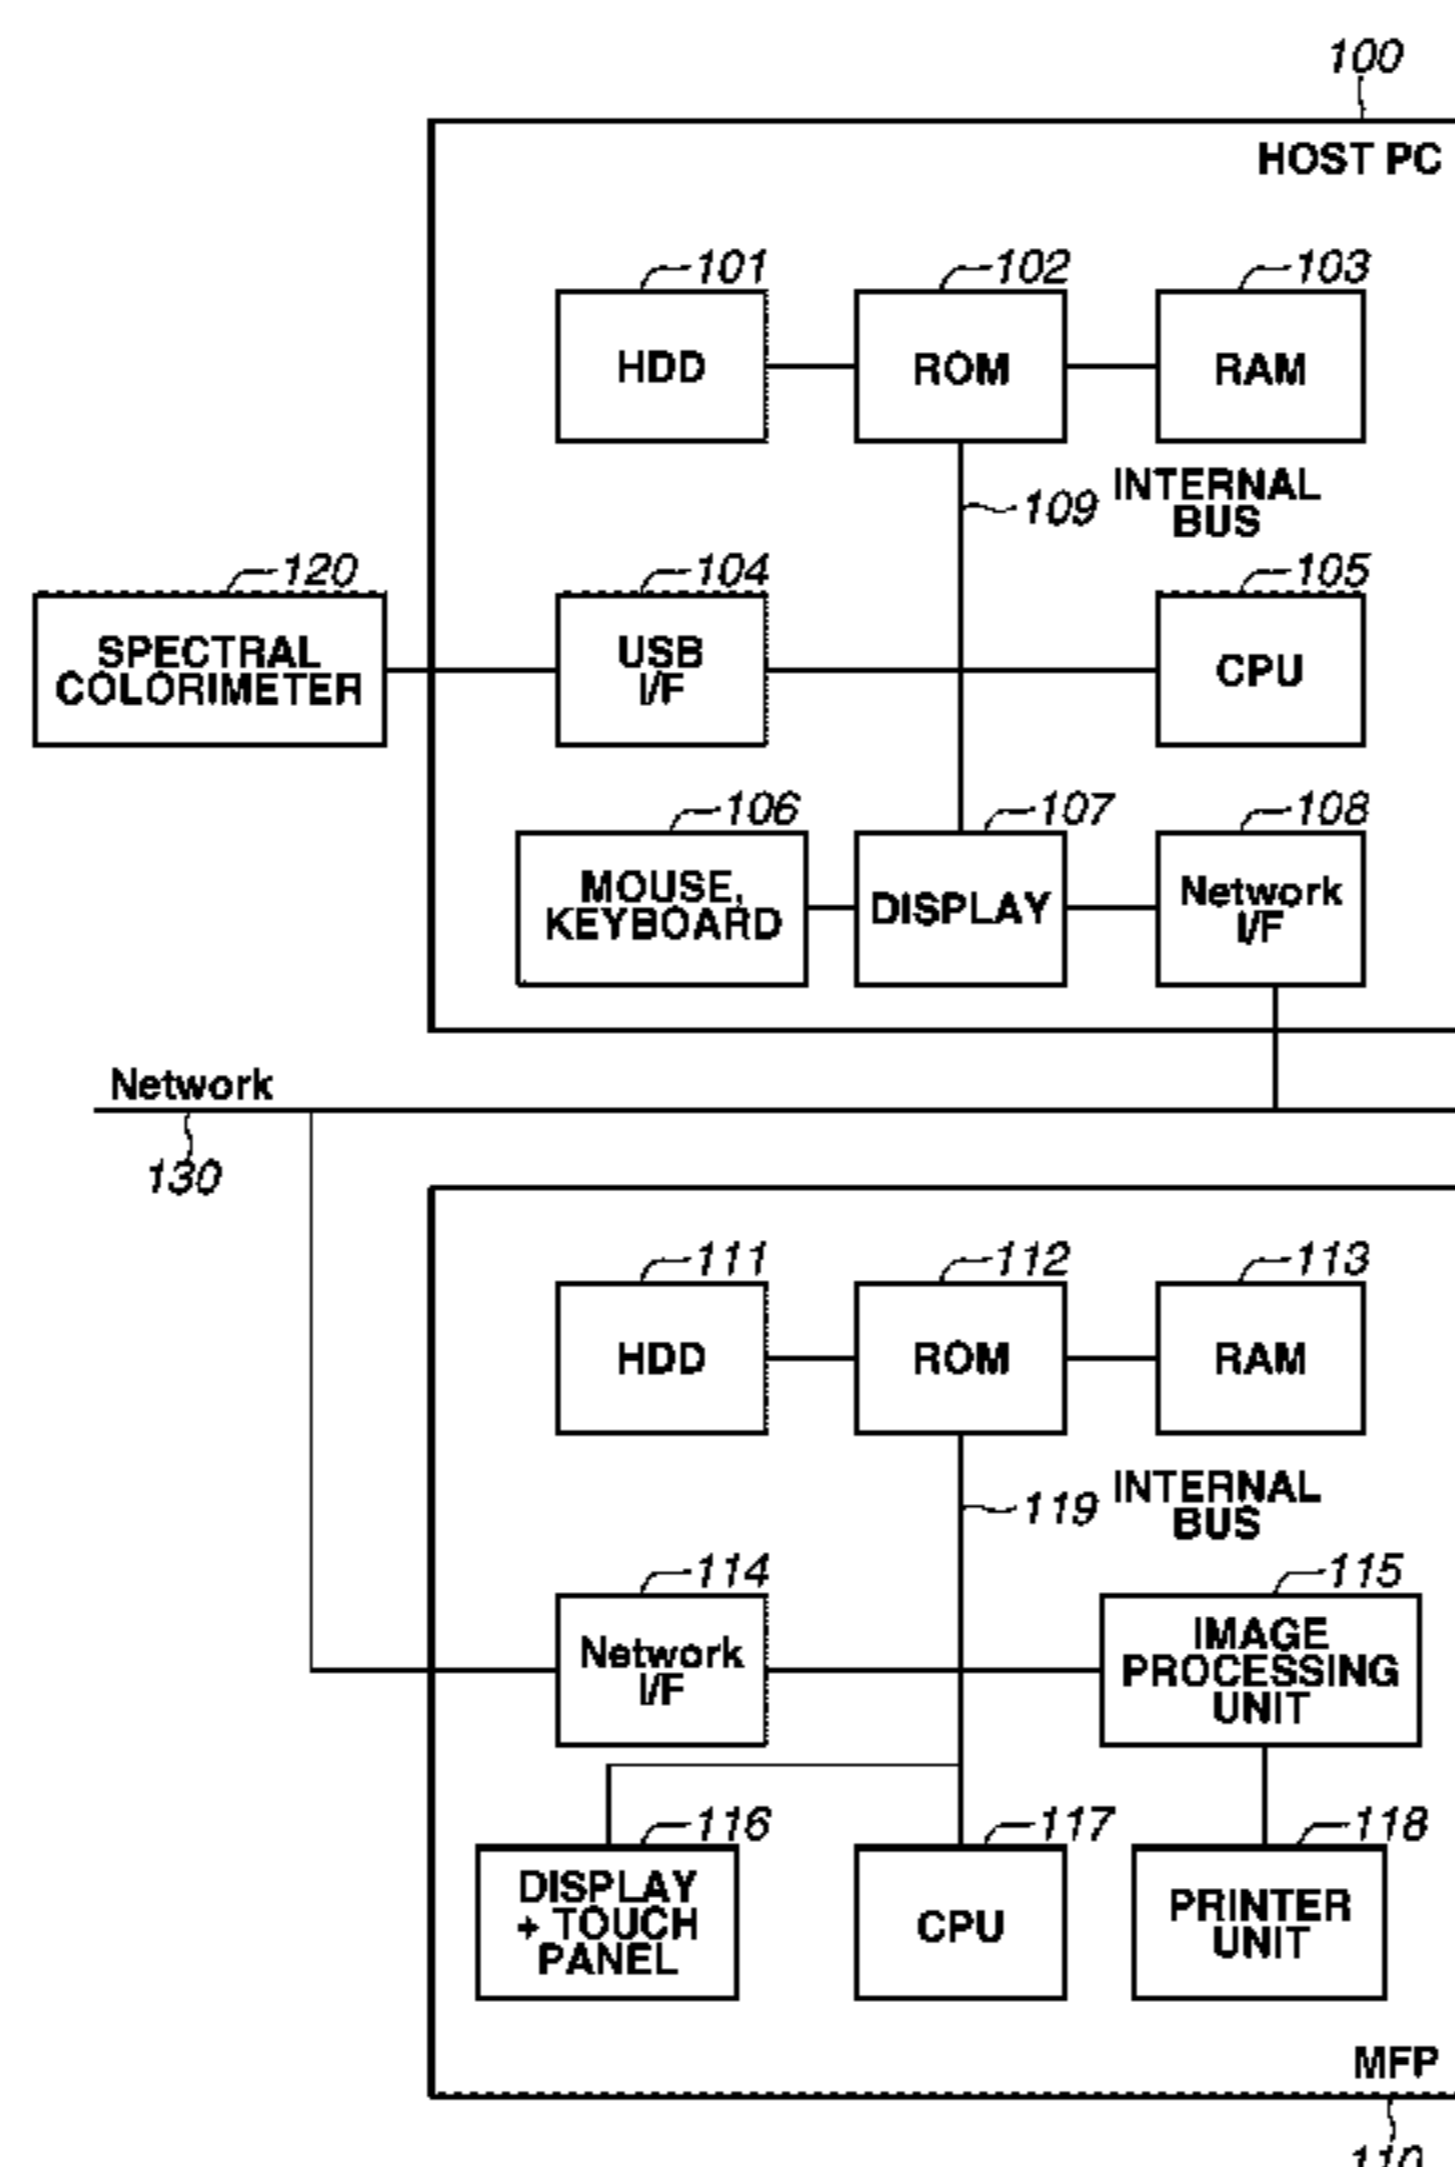 100
HOST PC
101
102
103
HDD
ROM
RAM
109
INTERNAL
BUS
120
104
105
SPECTRAL
COLORIMETER
USB
I/F
CPU
106
107
108
MOUSE,
KEYBOARD
DISPLAY
Network
I/F
Network
130
111
112
113
HDD
ROM
RAM
119
INTERNAL
BUS
114
115
Network
I/F
IMAGE
PROCESSING
UNIT
116
117
118
DISPLAY
+ TOUCH
PANEL
CPU
PRINTER
UNIT
MFP
110